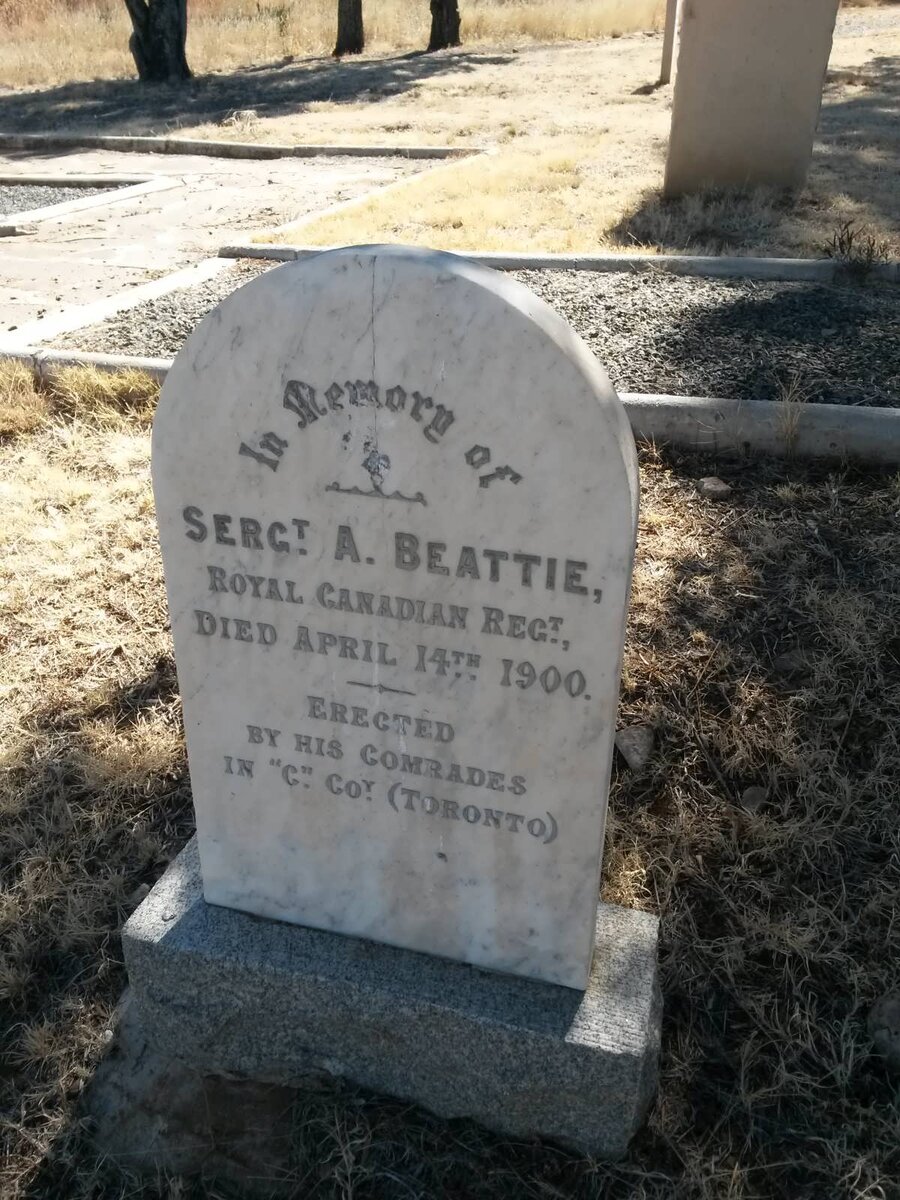 In Memory of
SERGT. A. BEATTIE,
ROYAL CANADIAN REGT.,
DIED APRIL 14TH 1900.
ERECTED
BY HIS COMRADES
IN "C." COY. (TORONTO)